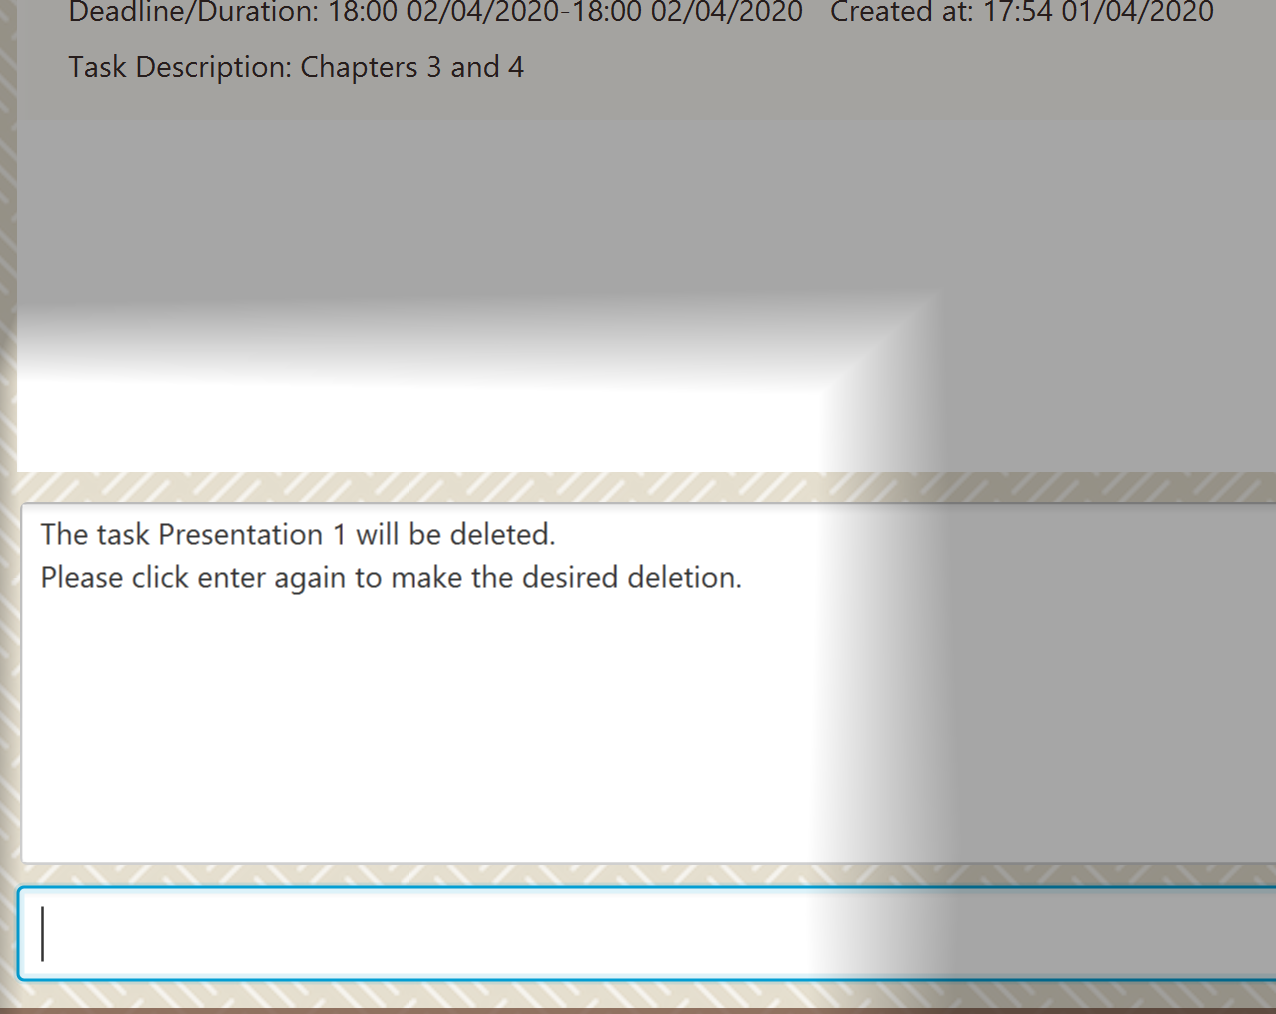 Deadline/Duration: 18:00 02/04/2020-18:00 02/04/2020 Created at: 17:54 01/04/2020
Task Description: Chapters 3 and 4
The task Presentation 1 will be deleted.
Please click enter again to make the desired deletion.